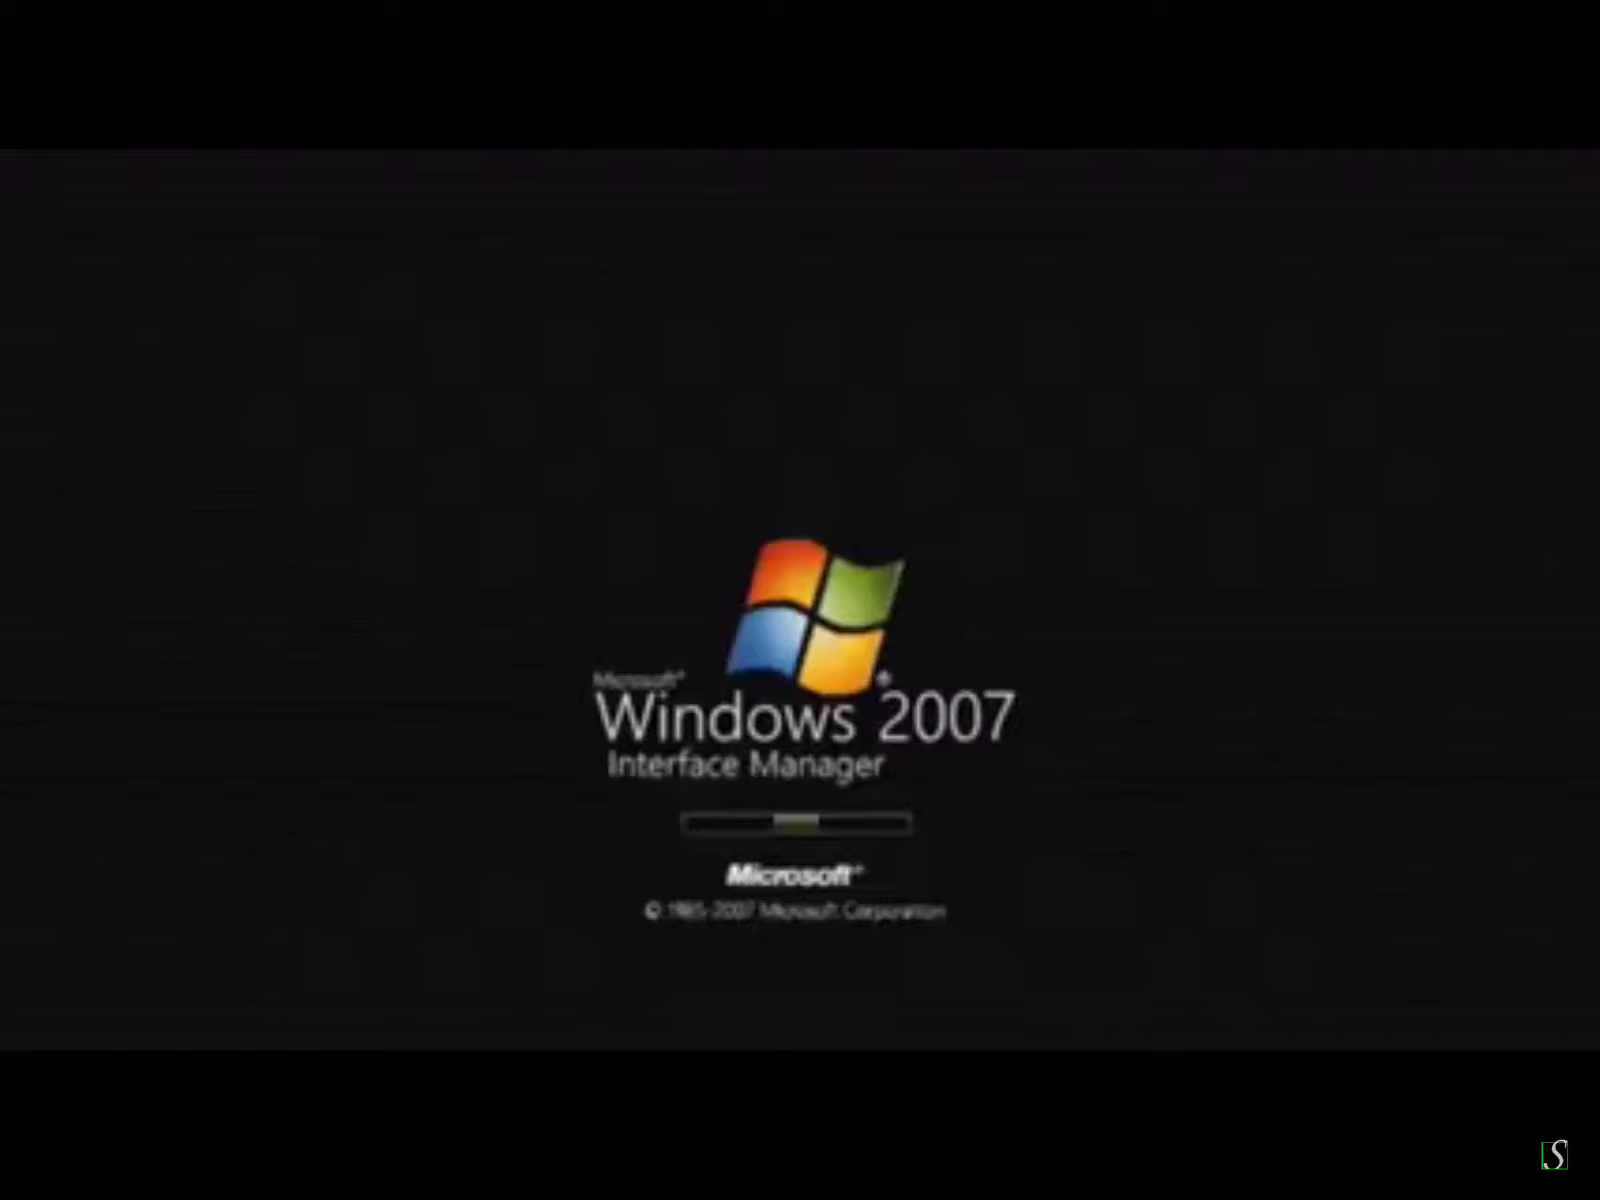 Microsoft®
Windows 2007
Interface Manager
Microsoft®
© 1985-2007 Microsoft Corporation
S